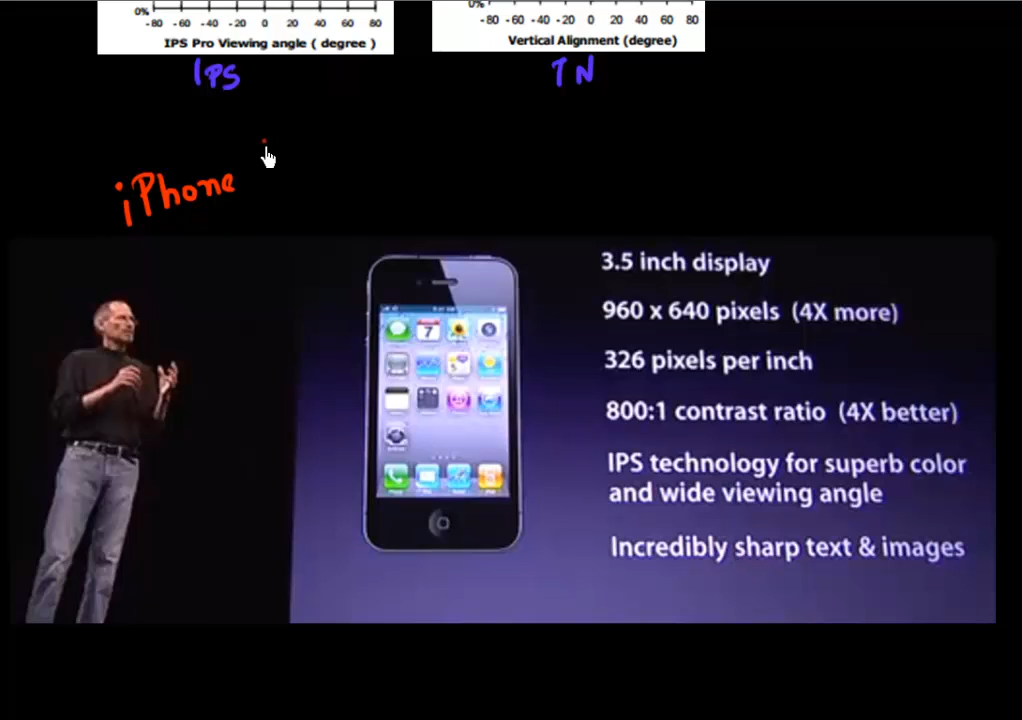 0%
-80 -60 -40 -20 0 20 40 60 80
IPS Pro Viewing angle ( degree )
0%
-80 -60 -40 -20 0 20 40 60 80
Vertical Alignment (degree)
IPS
TN
iPhone
3.5 inch display
960 x 640 pixels (4X more)
7
326 pixels per inch
800:1 contrast ratio (4X better)
IPS technology for superb color
and wide viewing angle
Incredibly sharp text & images